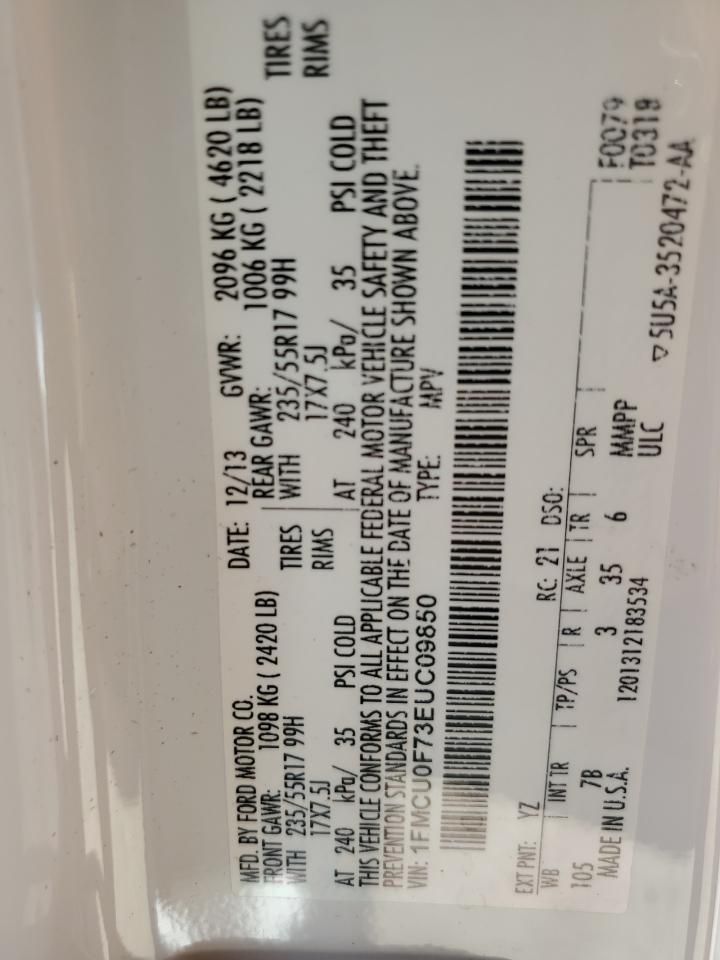 MFD. BY FORD MOTOR CO. DATE: 12/13 GVWR: 2096 KG ( 4620 LB)
FRONT GAWR: 1098 KG ( 2420 LB) REAR GAWR: 1006 KG ( 2218 LB)
WITH 235/55R17 99H TIRES WITH 235/55R17 99H TIRES
17X7.5J RIMS 17X7.5J RIMS
AT 240 kPa/ 35 PSI COLD AT 240 kPa/ 35 PSI COLD
THIS VEHICLE CONFORMS TO ALL APPLICABLE FEDERAL MOTOR VEHICLE SAFETY AND THEFT
PREVENTION STANDARDS IN EFFECT ON THE DATE OF MANUFACTURE SHOWN ABOVE.
VIN: 1FMCU0F73EUC09850 TYPE: MPV
EXT PNT: YZ RC: 21 DSO: F0079
WB INT TR TP/PS R AXLE TR SPR T0319
105 7B 3 35 6 MMPP
MADE IN U.S.A. 1201312183534 ULC ▽5U5A-3520472-AA